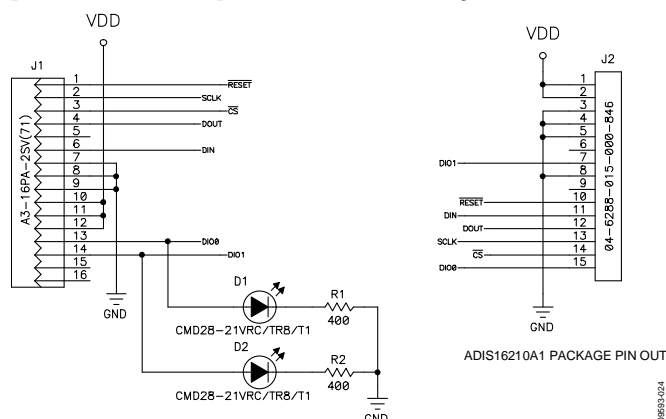 VDD
J1
A3-16PA-2SV(71)
1
RESET
2
SCLK
3
CS
4
DOUT
5
6
DIN
7
8
9
10
11
12
13
DIO0
14
DIO1
15
16
GND
D1
CMD28-21VRC/TR8/T1
R1
400
D2
CMD28-21VRC/TR8/T1
R2
400
GND
VDD
J2
04-6288-015-000-846
1
2
3
4
5
6
DIO1
7
8
9
RESET
10
DIN
11
DOUT
12
SCLK
13
CS
14
DIO0
15
GND
ADIS16210A1 PACKAGE PIN OUT
09593-024